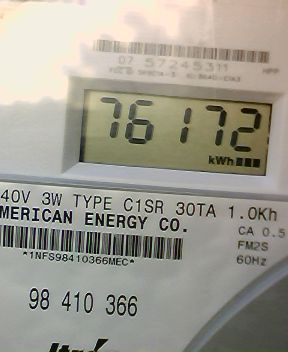 07 57245311
HPP
76172
kWh
40V 3W TYPE C1SR 30TA 1.0Kh
MERICAN ENERGY CO.
CA 0.5
FM2S
*1NFS98410366MEC*
60Hz
98 410 366